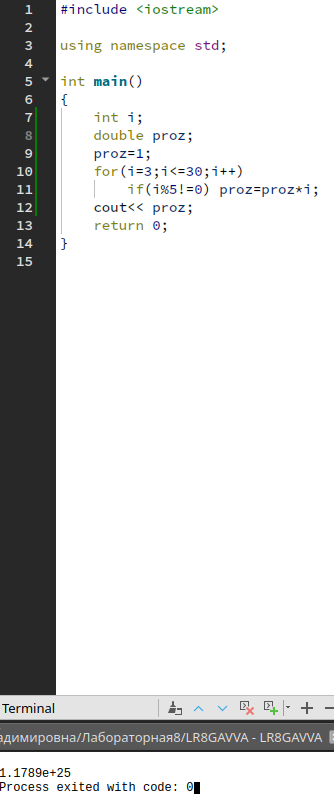 1 #include <iostream>
2
3 using namespace std;
4
5 int main()
6 {
7 int i;
8 double proz;
9 proz=1;
10 for(i=3;i<=30;i++)
11 if(i%5!=0) proz=proz*i;
12 cout<< proz;
13 return 0;
14 }
15
Terminal
адимировна/Лабораторная8/LR8GAVVA - LR8GAVVA
1.1789e+25
Process exited with code: 0